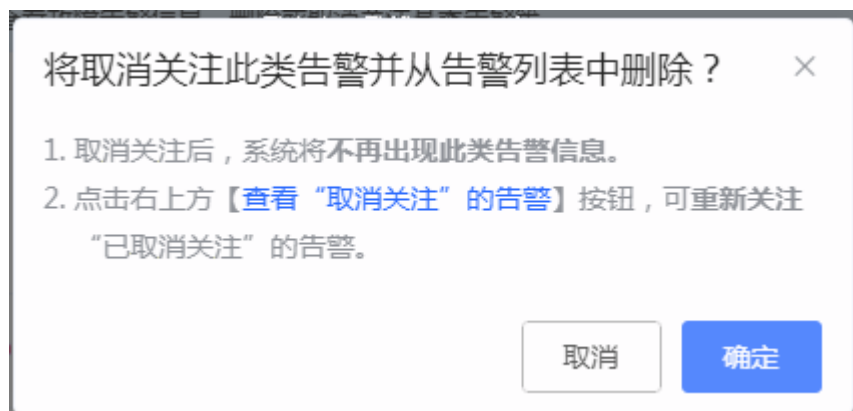 将取消关注此类告警并从告警列表中删除？
1. 取消关注后，系统将不再出现此类告警信息。
2. 点击右上方【查看“取消关注”的告警】按钮，可重新关注
“已取消关注”的告警。
取消
确定